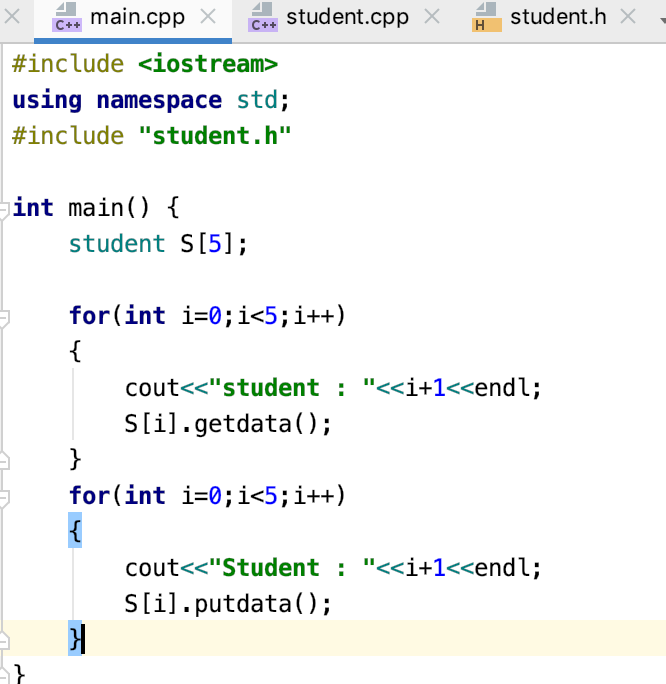 C++ main.cpp C++ student.cpp H student.h
#include <iostream>
using namespace std;
#include "student.h"
int main() {
    student S[5];
    for(int i=0;i<5;i++)
    {
        cout<<"student : "<<i+1<<endl;
        S[i].getdata();
    }
    for(int i=0;i<5;i++)
    {
        cout<<"Student : "<<i+1<<endl;
        S[i].putdata();
    }
}